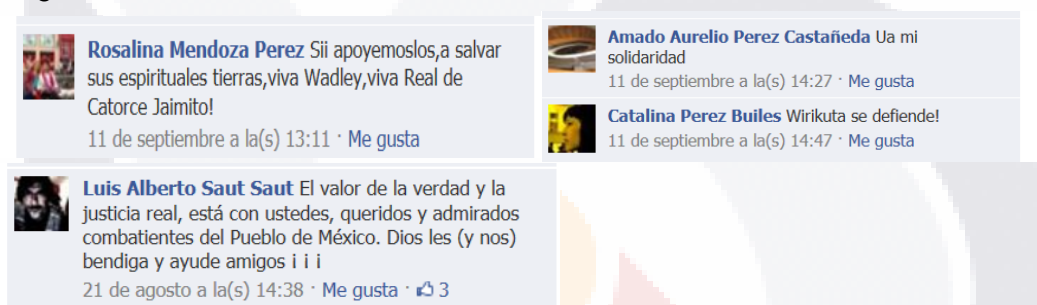 Rosalina Mendoza Perez Sii apoyemoslos,a salvar
sus espirituales tierras,viva Wadley,viva Real de
Catorce Jaimito!
11 de septiembre a la(s) 13:11 · Me gusta
Amado Aurelio Perez Castañeda Ua mi
solidaridad
11 de septiembre a la(s) 14:27 · Me gusta
Catalina Perez Builes Wirikuta se defiende!
11 de septiembre a la(s) 14:47 · Me gusta
Luis Alberto Saut Saut El valor de la verdad y la
justicia real, está con ustedes, queridos y admirados
combatientes del Pueblo de México. Dios les (y nos)
bendiga y ayude amigos i i i
21 de agosto a la(s) 14:38 · Me gusta · 3